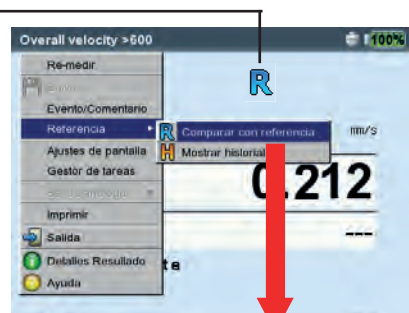 Overall velocity >600
100%
Re-medir
R
Evento/Comentario
Referencia
R Comparar con referencia
mm/s
Ajustes de pantalla
H Mostrar historial
Gestor de tareas
0.212
Imprimir
Salida
---
Detalles Resultado
Ayuda